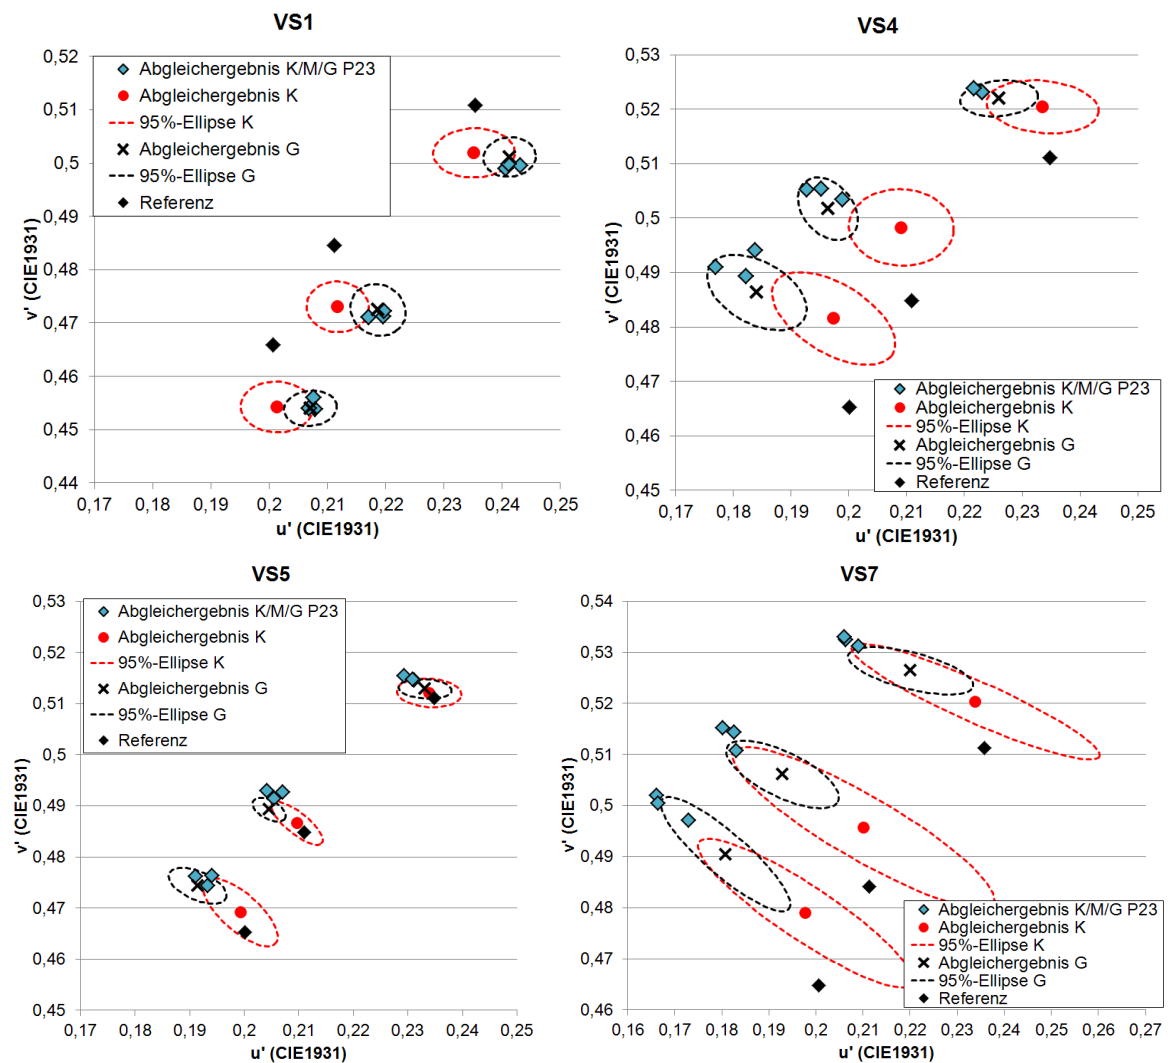 VS1
0,52
0,51
0,5
0,49
0,48
0,47
0,46
0,45
0,44
v' (CIE1931)
Abgleichergebnis K/M/G P23
Abgleichergebnis K
95%-Ellipse K
Abgleichergebnis G
95%-Ellipse G
Referenz
0,17 0,18 0,19 0,2 0,21 0,22 0,23 0,24 0,25
u' (CIE1931)
VS4
0,53
0,52
0,51
0,5
0,49
0,48
0,47
0,46
0,45
v' (CIE1931)
Abgleichergebnis K/M/G P23
Abgleichergebnis K
95%-Ellipse K
Abgleichergebnis G
95%-Ellipse G
Referenz
0,17 0,18 0,19 0,2 0,21 0,22 0,23 0,24 0,25
u' (CIE1931)
VS5
0,53
0,52
0,51
0,5
0,49
0,48
0,47
0,46
0,45
v' (CIE1931)
Abgleichergebnis K/M/G P23
Abgleichergebnis K
95%-Ellipse K
Abgleichergebnis G
95%-Ellipse G
Referenz
0,17 0,18 0,19 0,2 0,21 0,22 0,23 0,24 0,25
u' (CIE1931)
VS7
0,54
0,53
0,52
0,51
0,5
0,49
0,48
0,47
0,46
v' (CIE1931)
Abgleichergebnis K/M/G P23
Abgleichergebnis K
95%-Ellipse K
Abgleichergebnis G
95%-Ellipse G
Referenz
0,16 0,17 0,18 0,19 0,2 0,21 0,22 0,23 0,24 0,25 0,26 0,27
u' (CIE1931)